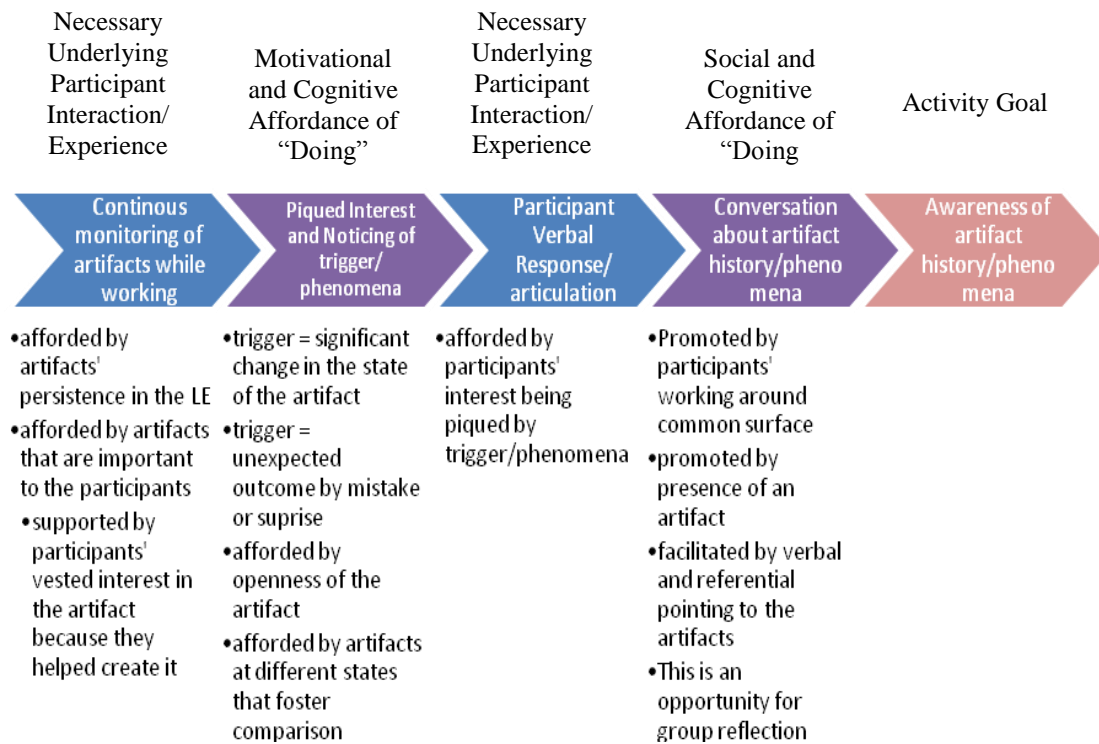 Necessary
Underlying
Participant
Interaction/
Experience
Motivational
and Cognitive
Affordance of
“Doing”
Necessary
Underlying
Participant
Interaction/
Experience
Social and
Cognitive
Affordance of
“Doing
Activity Goal
Continous
monitoring of
artifacts while
working
Piqued Interest
and Noticing of
trigger/
phenomena
Participant
Verbal
Response/
articulation
Conversation
about artifact
history/pheno
mena
Awareness of
artifact
history/pheno
mena
•afforded by
artifacts'
persistence in the LE
•afforded by artifacts
that are important
to the participants
•supported by
participants'
vested interest in
the artifact
because they
helped create it
•trigger = significant
change in the state
of the artifact
•trigger =
unexpected
outcome by mistake
or suprise
•afforded by
openness of the
artifact
•afforded by artifacts
at different states
that foster
comparison
•afforded by
participants'
interest being
piqued by
trigger/phenomena
•Promoted by
participants'
working around
common surface
•promoted by
presence of an
artifact
•facilitated by verbal
and referential
pointing to the
artifacts
•This is an
opportunity for
group reflection